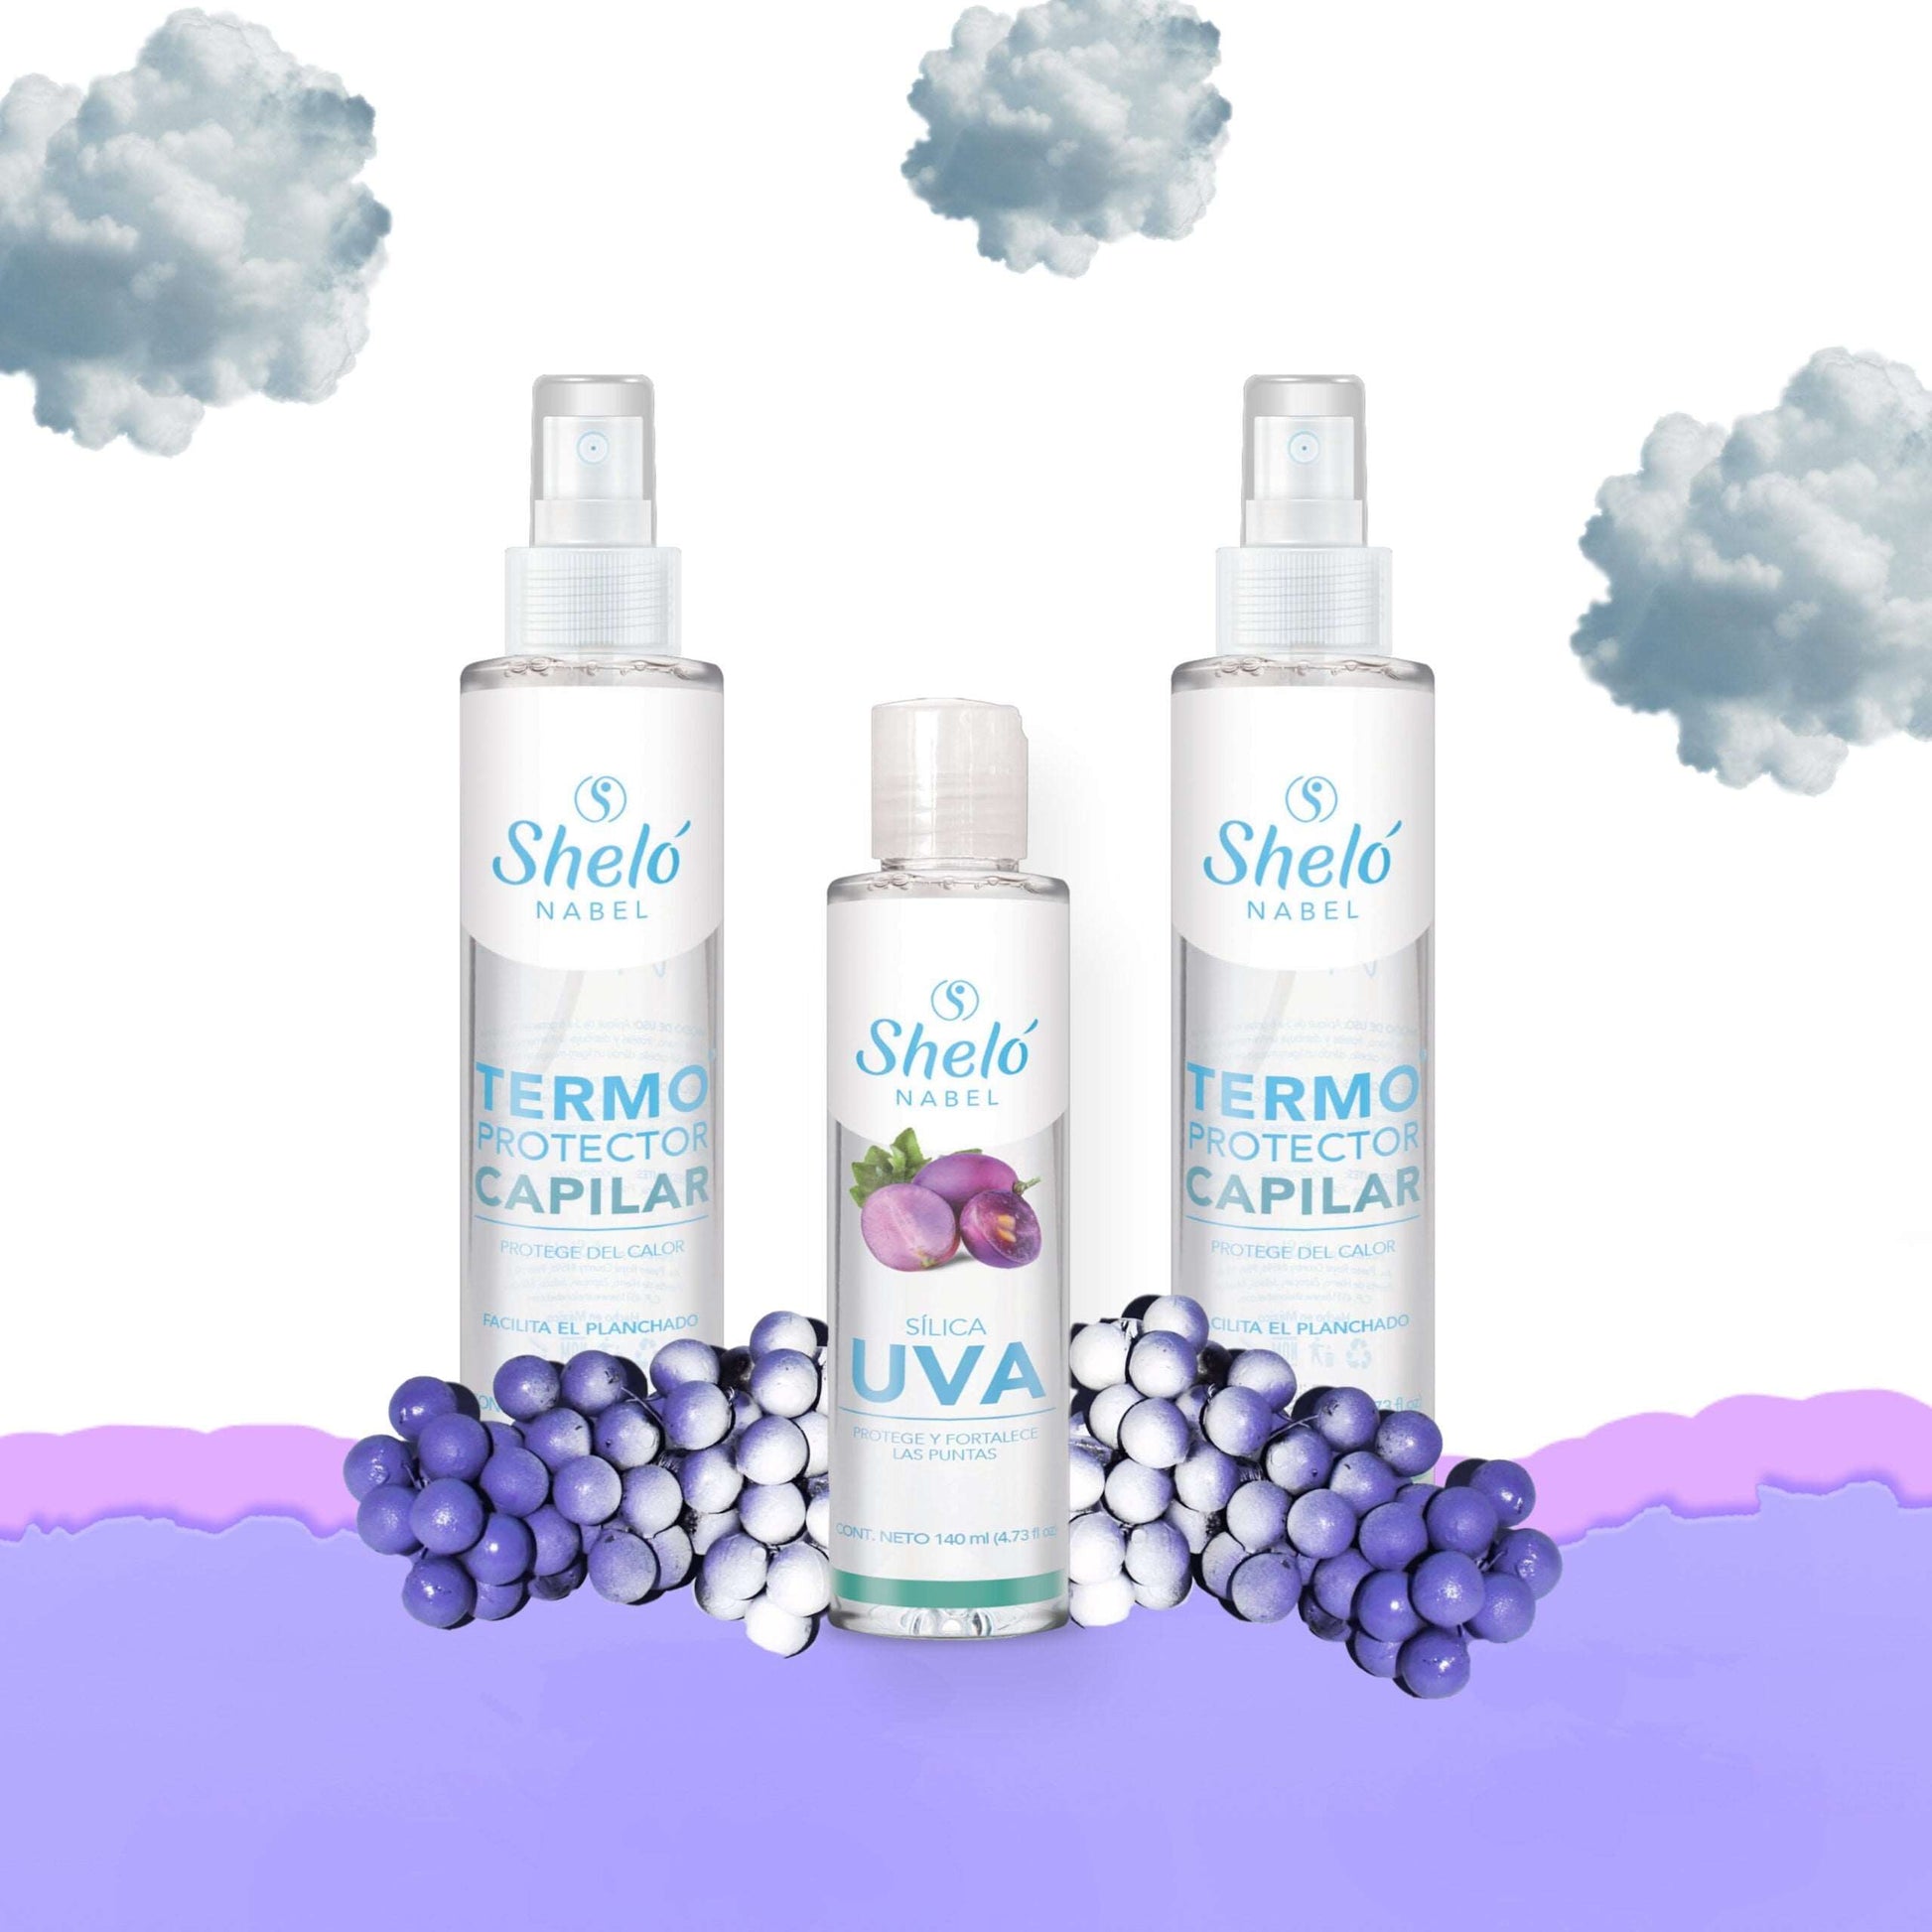 Sheló
NABEL
TERMO
PROTECTOR
CAPILAR
PROTEGE DEL CALOR
FACILITA EL PLANCHADO
Sheló
NABEL
SÍLICA
UVA
PROTEGE Y FORTALECE
LAS PUNTAS
CONT. NETO 140 ml (4.73 fl oz)
Sheló
NABEL
TERMO
PROTECTOR
CAPILAR
PROTEGE DEL CALOR
EL PLANCHADO